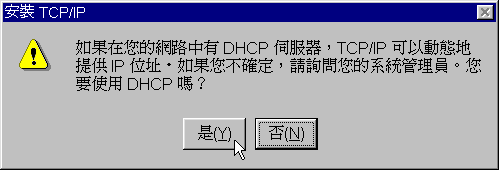 安裝 TCP/IP
如果在您的網路中有 DHCP 伺服器，TCP/IP 可以動態地
提供 IP 位址。如果您不確定，請詢問您的系統管理員。您
要使用 DHCP 嗎？
是(Y)
否(N)